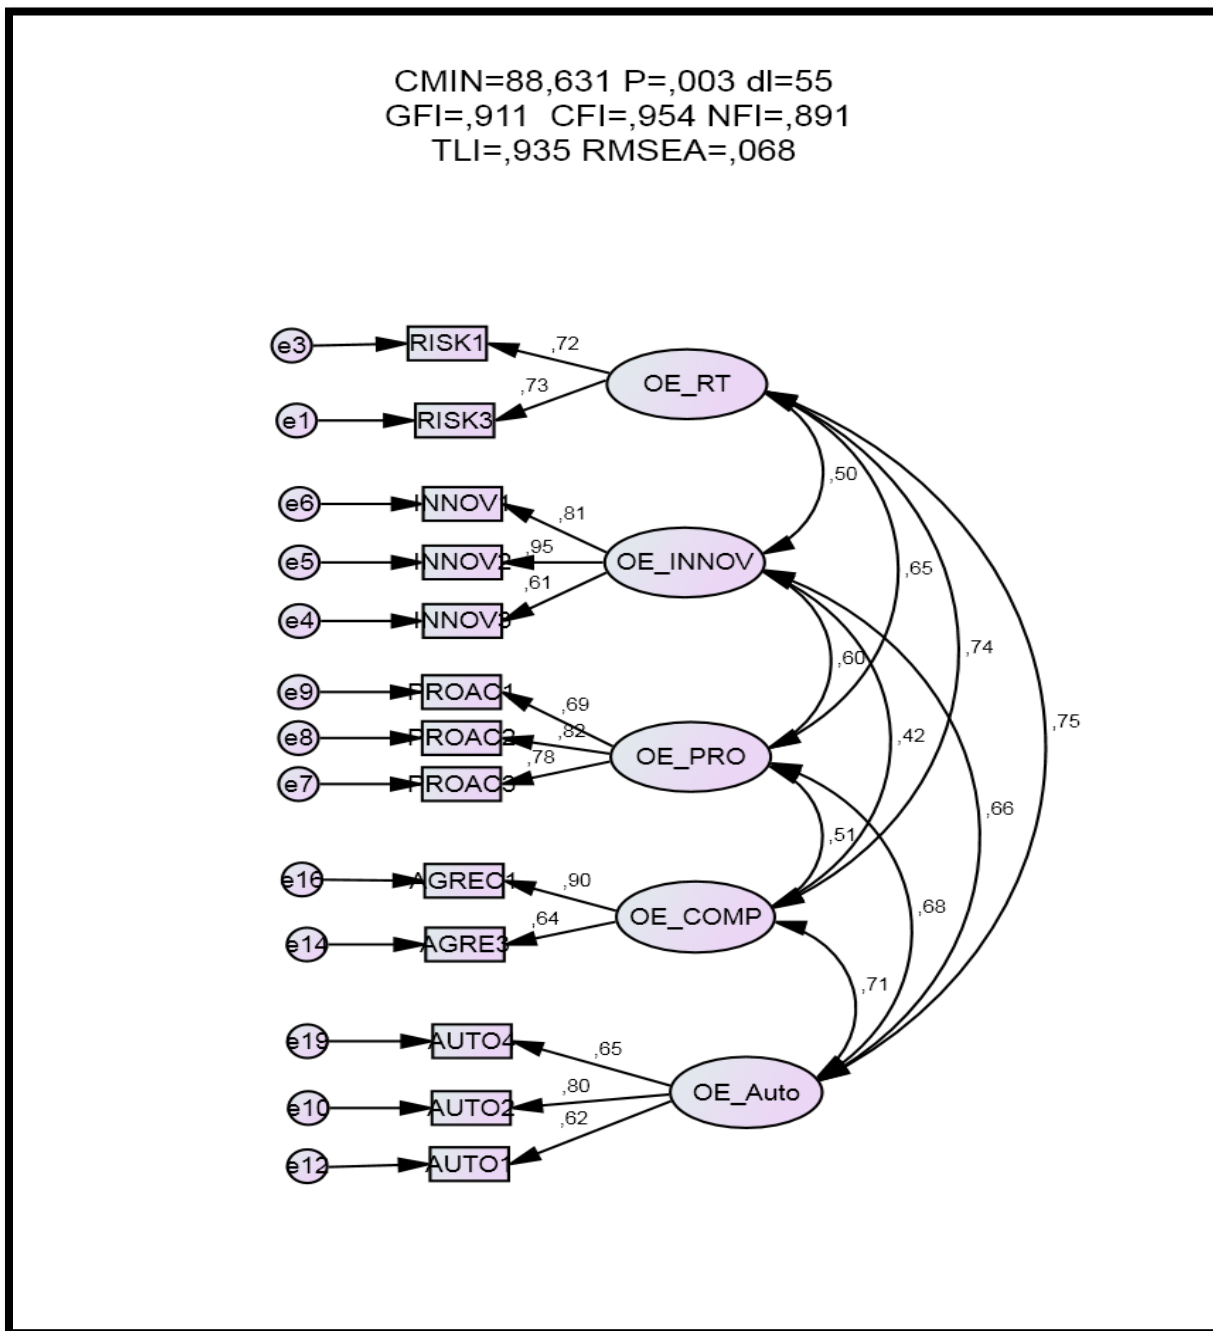 CMIN=88,631 P=,003 dl=55
GFI=,911 CFI=,954 NFI=,891
TLI=,935 RMSEA=,068
e3 RISK1 ,72 OE_RT
e1 RISK3 ,73
,50
e6 INNOV1 ,81
e5 INNOV2 ,95 OE_INNOV ,65
e4 INNOV3 ,61
,60 ,74
e9 PROAC1 ,69
e8 PROAC2 ,82 OE_PRO ,42 ,75
e7 PROAC3 ,78
,51 ,66
e16 AGREC1 ,90
e14 AGRE3 ,64 OE_COMP ,68
,71
e19 AUTO4 ,65
e10 AUTO2 ,80 OE_Auto
e12 AUTO1 ,62